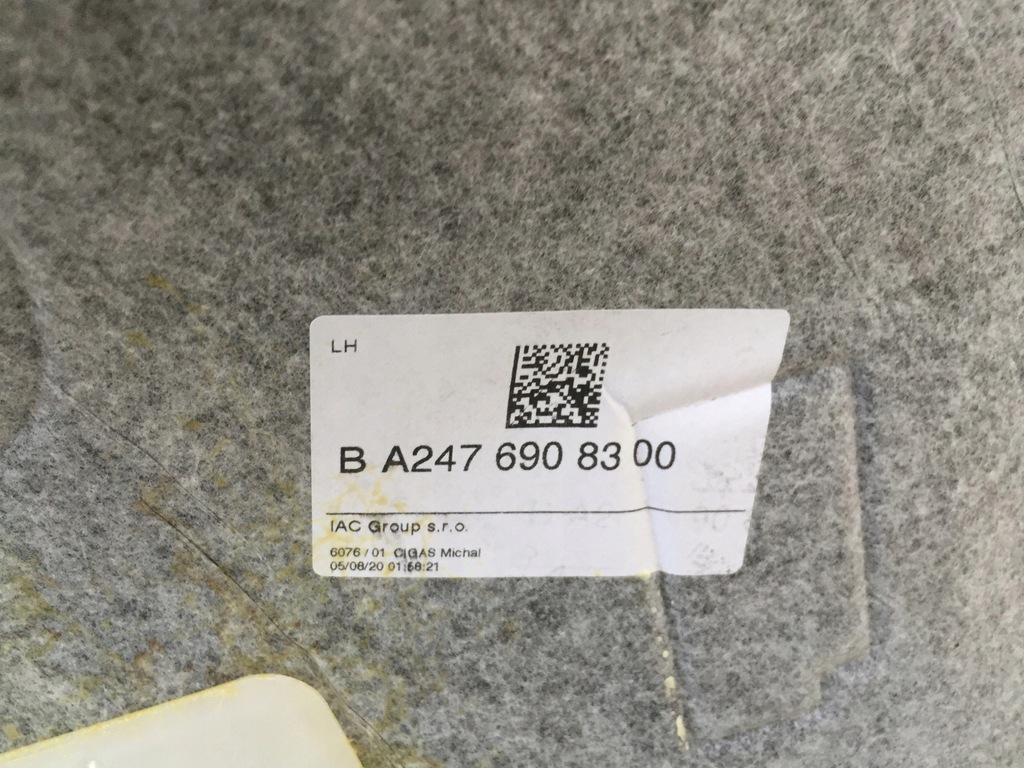 LH
B A247 690 83 00
IAC Group s.r.o.
6076 / 01 CIGAS Michal
05/08/20 01:58:21